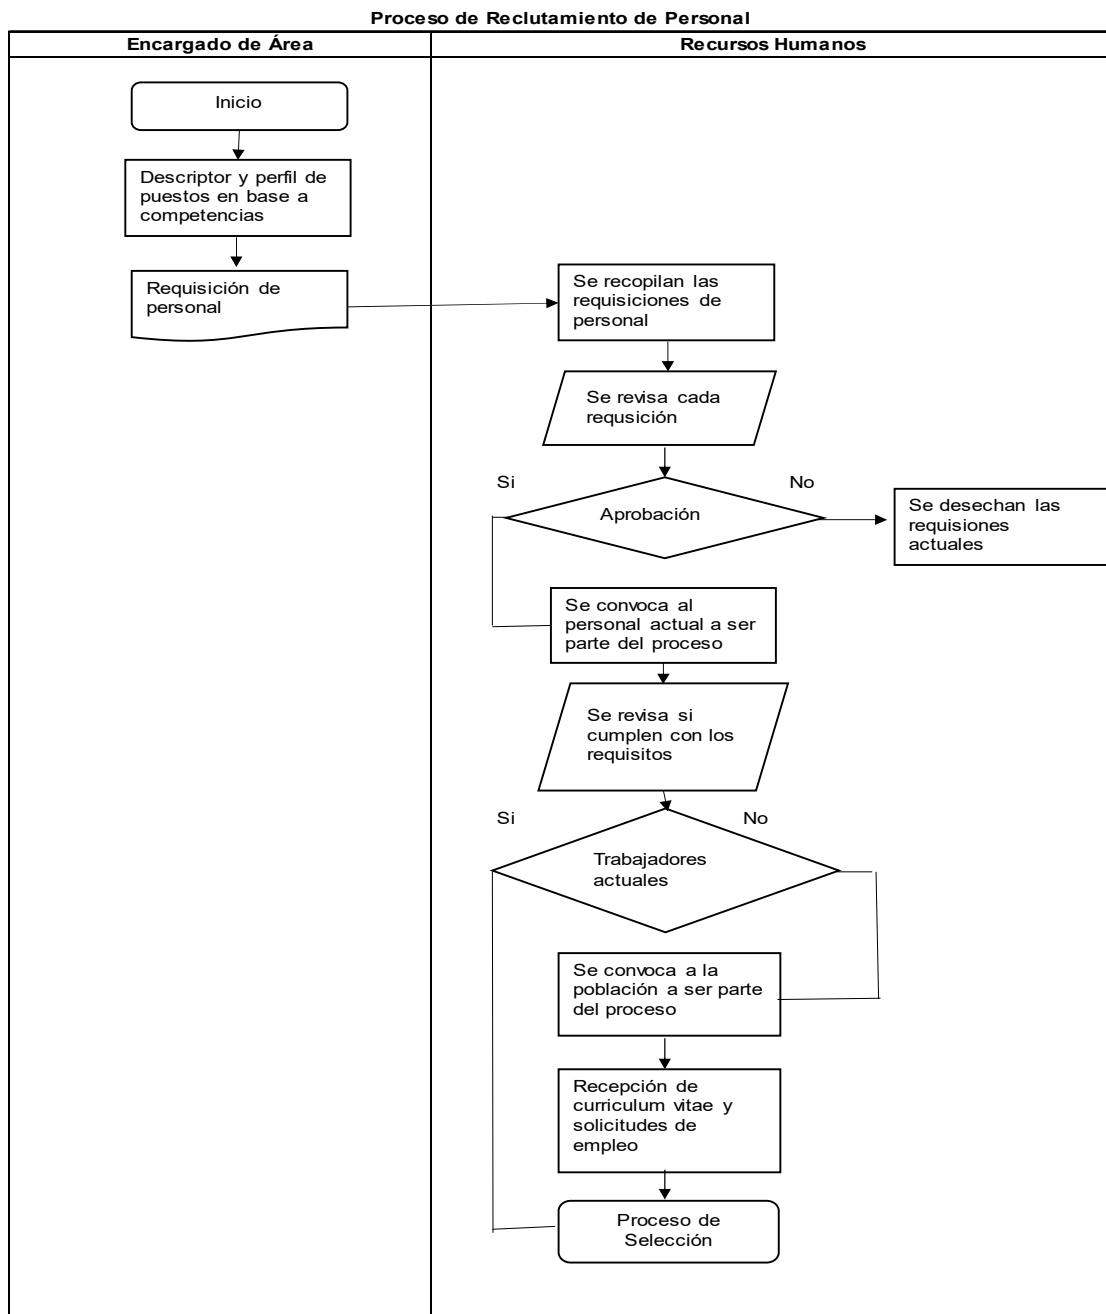 Proceso de Reclutamiento de Personal
Encargado de Área
Recursos Humanos
Inicio
Descriptor y perfil de
puestos en base a
competencias
Requisición de
personal
Se recopilan las
requisiciones de
personal
Se revisa cada
requsición
Si
No
Aprobación
Se desechan las
requisiones
actuales
Se convoca al
personal actual a ser
parte del proceso
Se revisa si
cumplen con los
requisitos
Si
No
Trabajadores
actuales
Se convoca a la
población a ser parte
del proceso
Recepción de
curriculum vitae y
solicitudes de
empleo
Proceso de
Selección